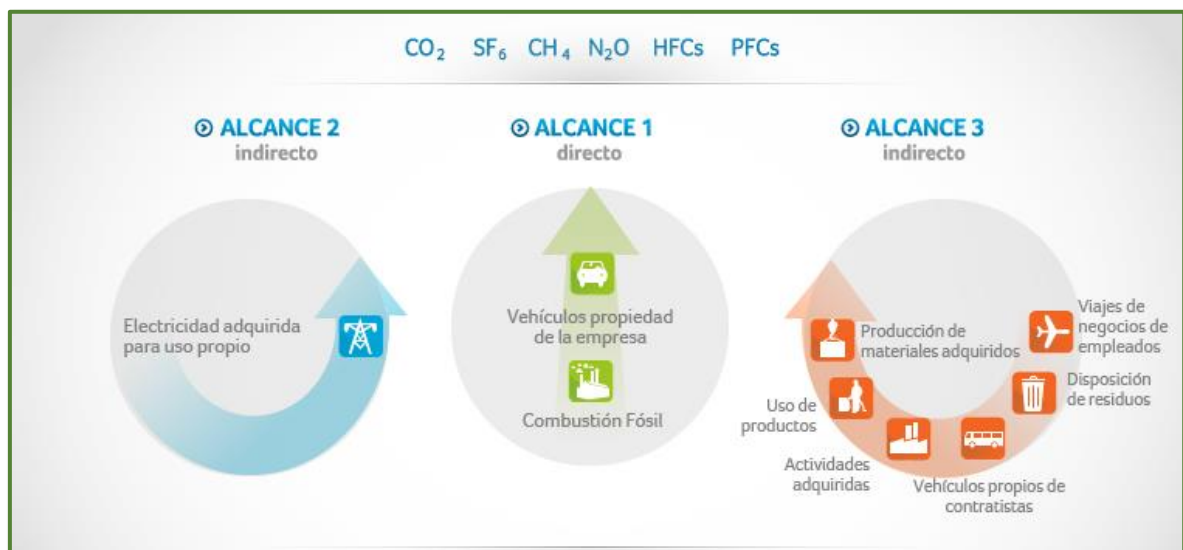 CO₂ SF₆ CH₄ N₂O HFCs PFCs
ALCANCE 2
indirecto
Electricidad adquirida
para uso propio
ALCANCE 1
directo
Vehículos propiedad
de la empresa
Combustión Fósil
ALCANCE 3
indirecto
Producción de
materiales adquiridos
Uso de
productos
Actividades
adquiridas
Vehículos propios de
contratistas
Disposición
de residuos
Viajes de
negocios de
empleados